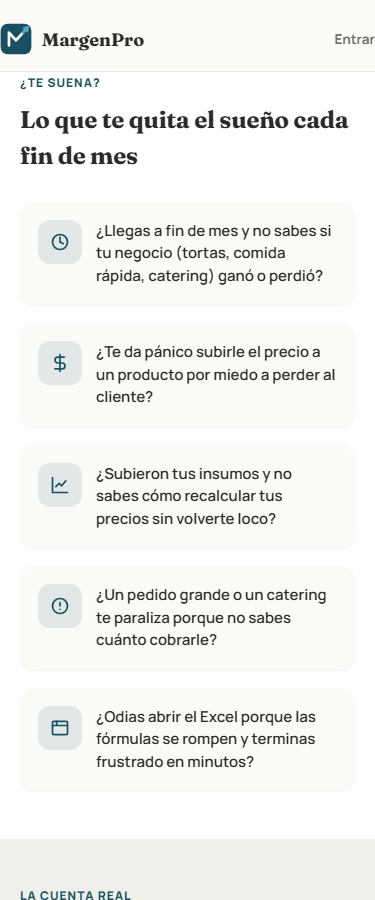 MargenPro
Entrar
¿TE SUENA?
Lo que te quita el sueño cada
fin de mes
¿Llegas a fin de mes y no sabes si
tu negocio (tortas, comida
rápida, catering) ganó o perdió?
¿Te da pánico subirle el precio a
un producto por miedo a perder al
cliente?
¿Subieron tus insumos y no
sabes cómo recalcular tus
precios sin volverte loco?
¿Un pedido grande o un catering
te paraliza porque no sabes
cuánto cobrarle?
¿Odias abrir el Excel porque las
fórmulas se rompen y terminas
frustrado en minutos?
LA CUENTA REAL